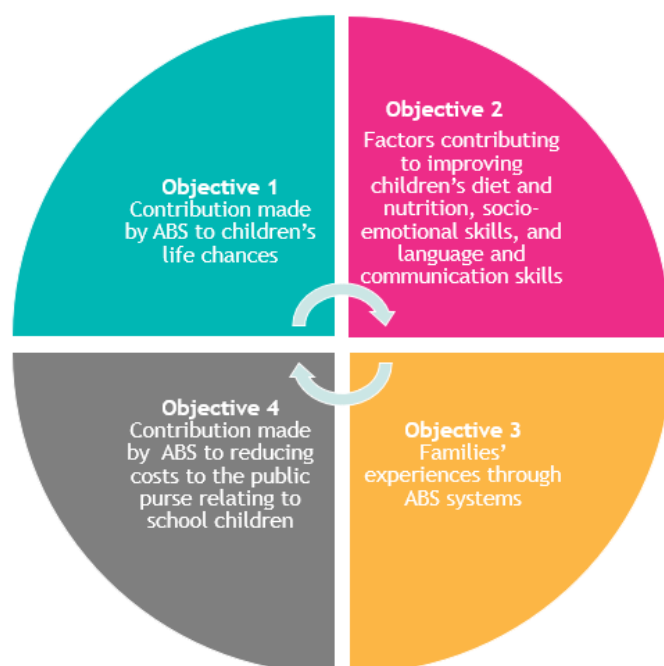 Objective 1
Contribution made
by ABS to children’s
life chances
Objective 2
Factors contributing
to improving
children’s diet and
nutrition, socio-
emotional skills, and
language and
communication skills
Objective 3
Families’
experiences through
ABS systems
Objective 4
Contribution made
by ABS to reducing
costs to the public
purse relating to
school children